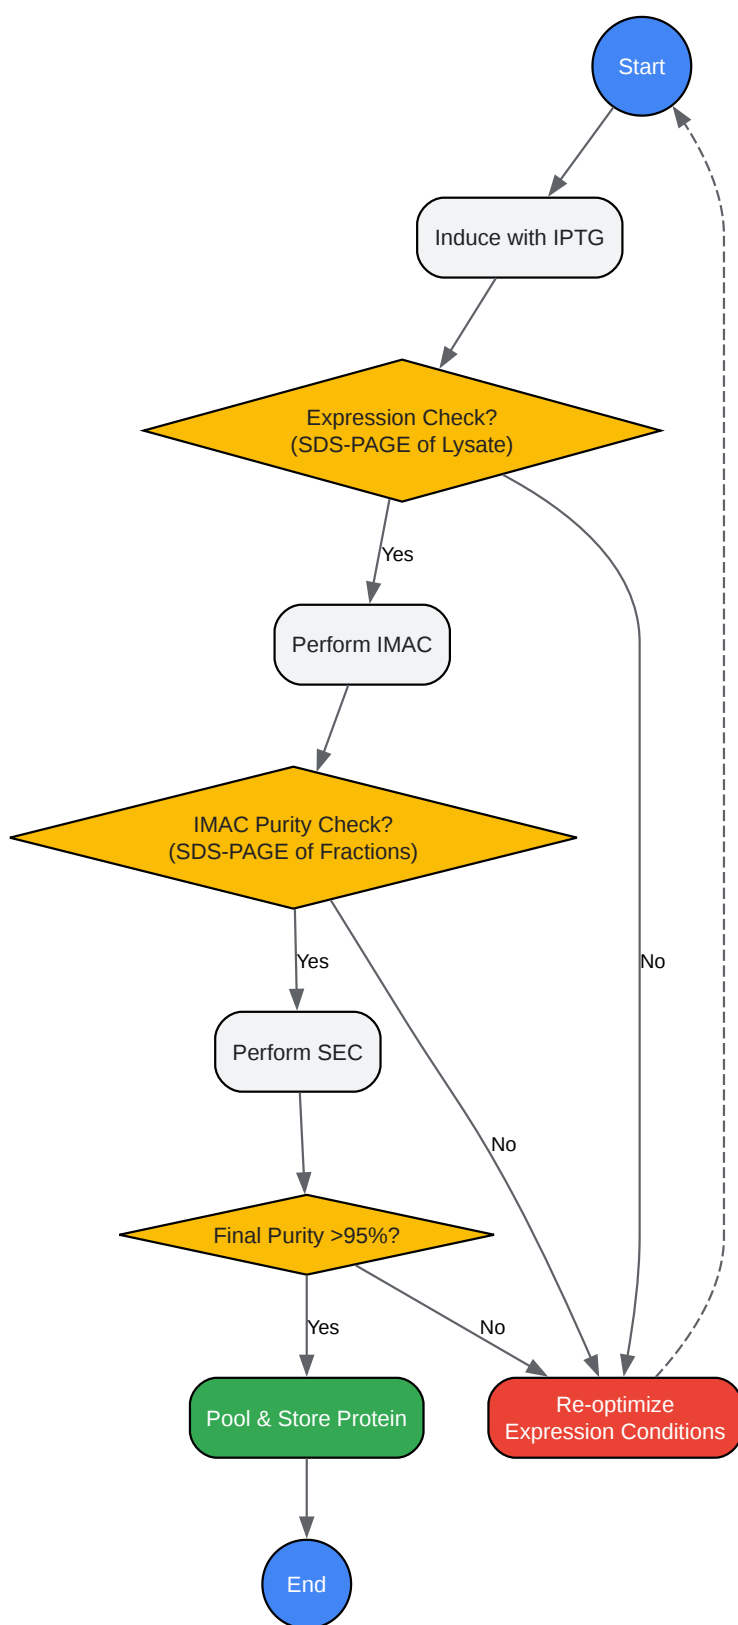 Start
Induce with IPTG
Expression Check?
(SDS-PAGE of Lysate)
Yes
Perform IMAC
IMAC Purity Check?
(SDS-PAGE of Fractions)
Yes
No
Perform SEC
No
Final Purity >95%?
Yes
No
Pool & Store Protein
Re-optimize
Expression Conditions
End